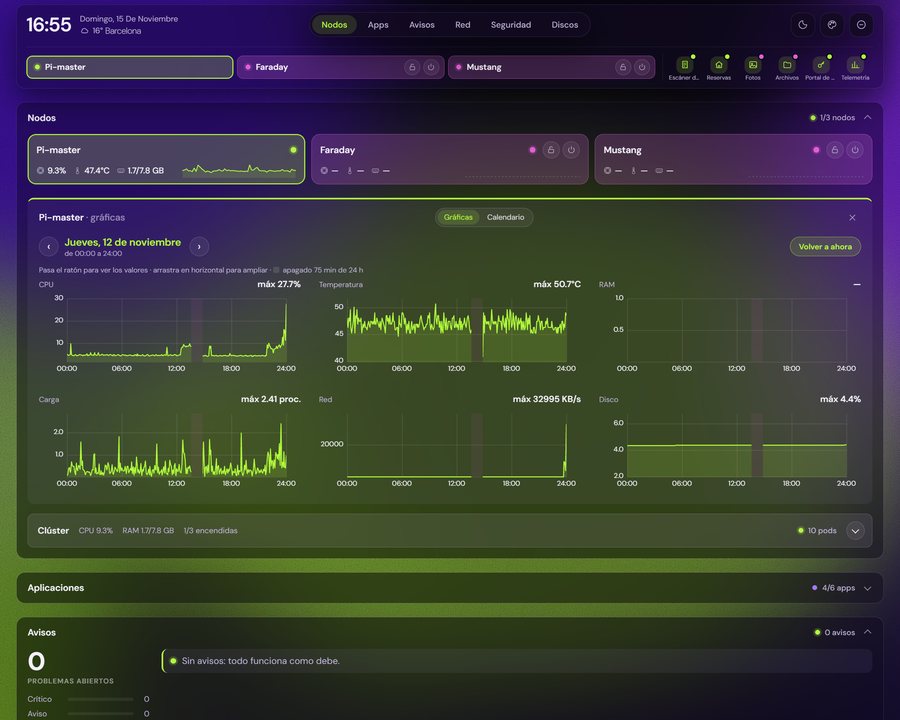 16:55
Domingo, 15 De Noviembre
16° Barcelona
Nodos
Apps
Avisos
Red
Seguridad
Discos
Pi-master
Faraday
Mustang
Escáner d...
Reservas
Fotos
Archivos
Portal de ...
Telemetría
Nodos
1/3 nodos
Pi-master
9.3%
47.4°C
1.7/7.8 GB
Faraday
— — —
Mustang
— — —
Pi-master · gráficas
Gráficas
Calendario
Jueves, 12 de noviembre
de 00:00 a 24:00
Volver a ahora
Pasa el ratón para ver los valores · arrastra en horizontal para ampliar · apagado 75 min de 24 h
CPU
máx 27.7%
30
20
10
00:00 06:00 12:00 18:00 24:00
Temperatura
máx 50.7°C
50
45
40
00:00 06:00 12:00 18:00 24:00
RAM
—
1.0
0.5
00:00 06:00 12:00 18:00 24:00
Carga
máx 2.41 proc.
2.0
1.0
00:00 06:00 12:00 18:00 24:00
Red
máx 32995 KB/s
20000
00:00 06:00 12:00 18:00 24:00
Disco
máx 4.4%
6.0
4.0
2.0
00:00 06:00 12:00 18:00 24:00
Clúster
CPU 9.3%
RAM 1.7/7.8 GB
1/3 encendidas
10 pods
Aplicaciones
4/6 apps
Avisos
0 avisos
0
PROBLEMAS ABIERTOS
Sin avisos: todo funciona como debe.
Crítico 0
Aviso 0